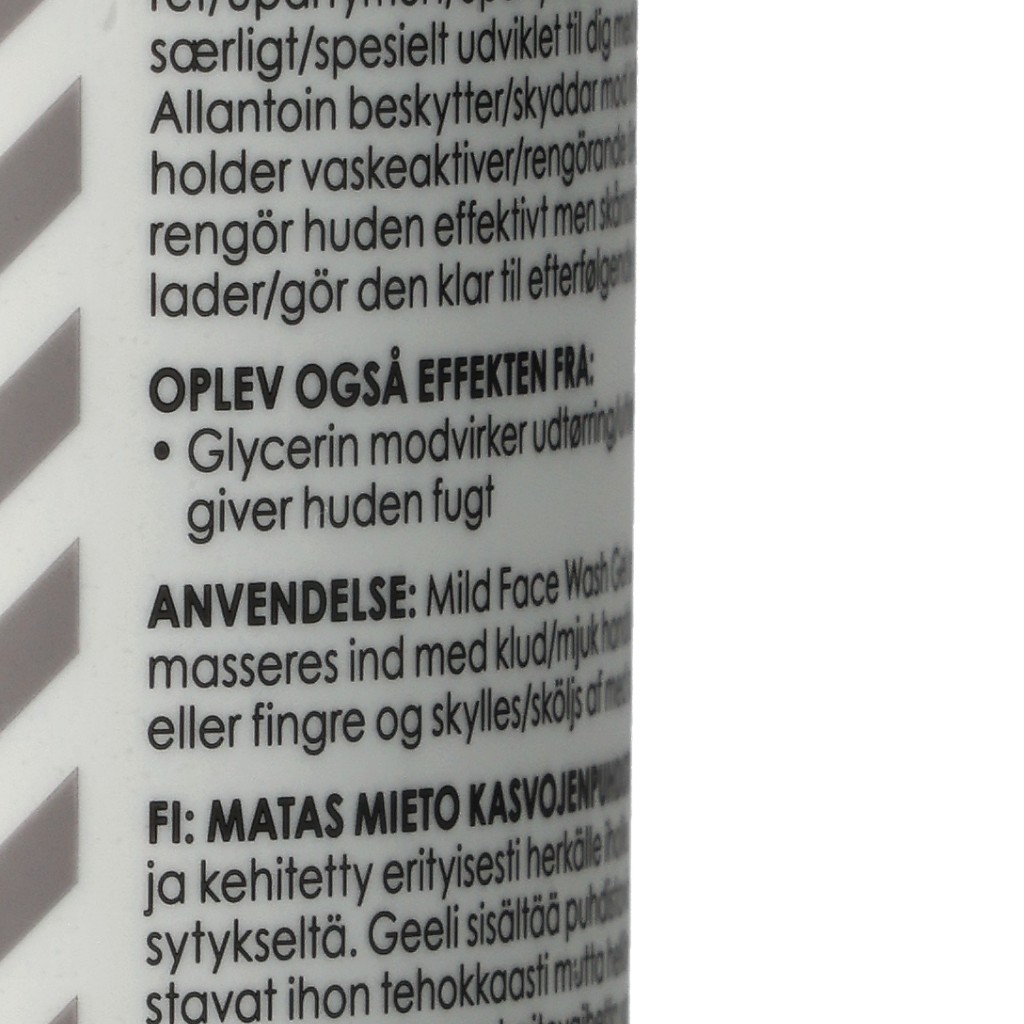 særligt/spesielt udviklet til dig
Allantoin beskytter/skyddar mod
holder vaskeaktiver/rengörande
rengör huden effektivt men
lader/gör den klar til
OPLEV OGSÅ EFFEKTEN FRA:
• Glycerin modvirker
giver huden fugt
ANVENDELSE: Mild Face Wash
masseres ind med klud/mjuk
eller fingre og skylles/sköljs af
FI: MATAS MIETO
ja kehitetty erityisesti herkälle
sytykseltä. Geeli sisältää
stavat ihon tehokkaasti mutta